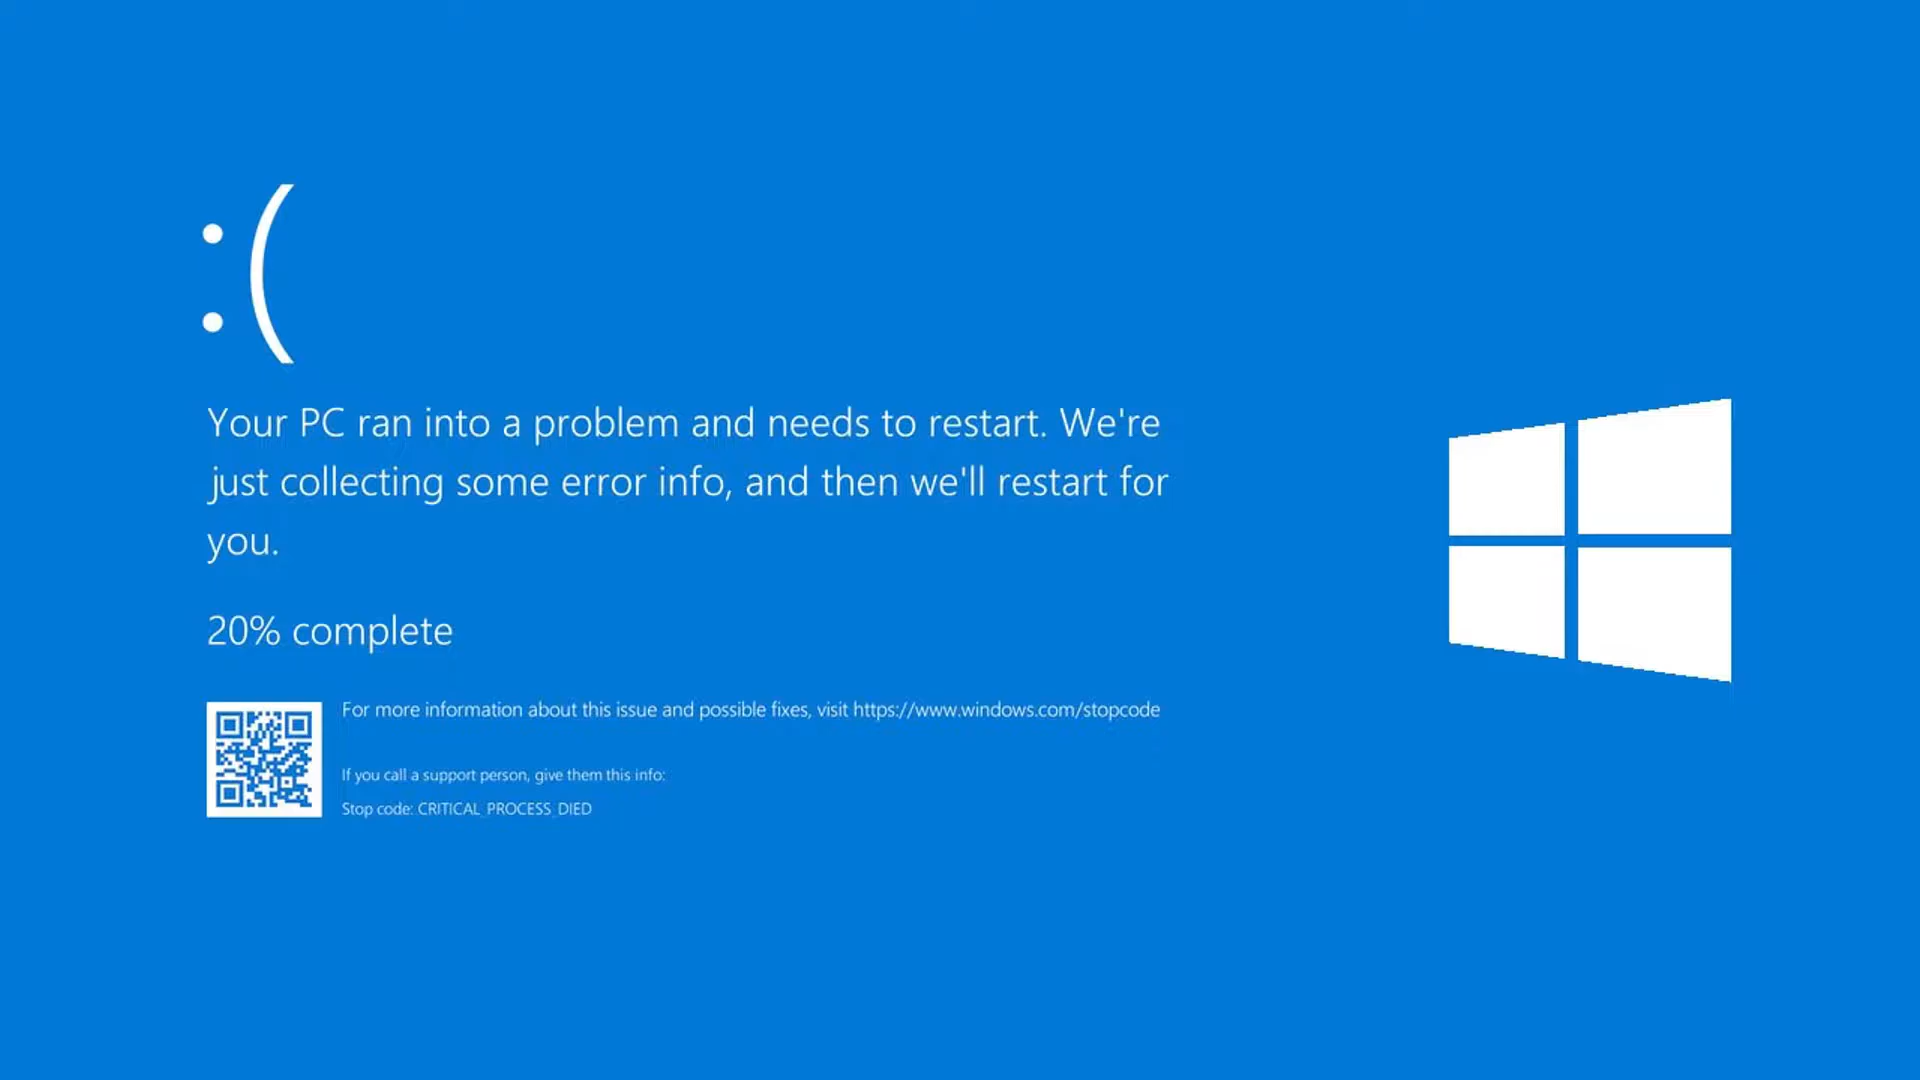 :(
Your PC ran into a problem and needs to restart. We're
just collecting some error info, and then we'll restart for
you.
20% complete
For more information about this issue and possible fixes, visit https://www.windows.com/stopcode
If you call a support person, give them this info:
Stop code: CRITICAL_PROCESS_DIED